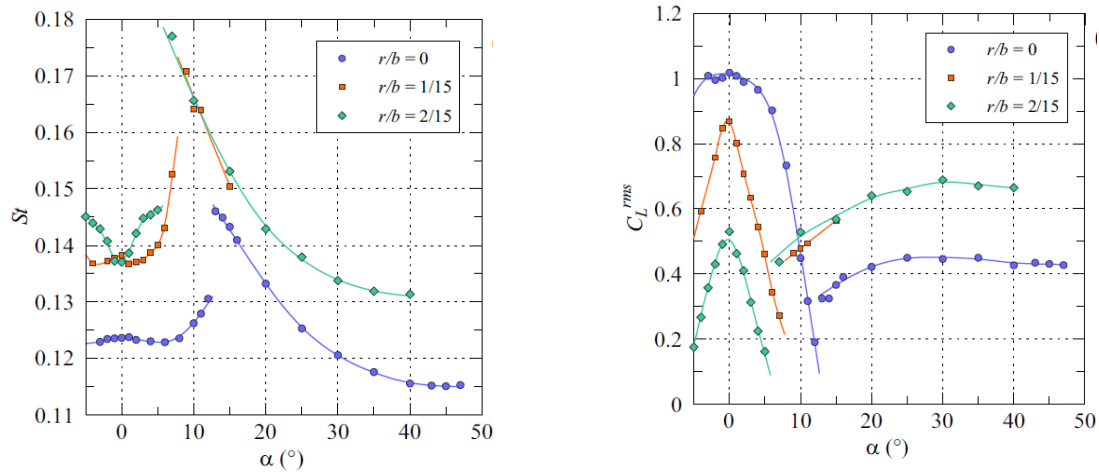 0.18
0.17
0.16
0.15
0.14
0.13
0.12
0.11
St
0
10
20
30
40
50
α (°)
r/b = 0
r/b = 1/15
r/b = 2/15
1.2
1
0.8
0.6
0.4
0.2
0
C_L^rms
0
10
20
30
40
50
α (°)
r/b = 0
r/b = 1/15
r/b = 2/15